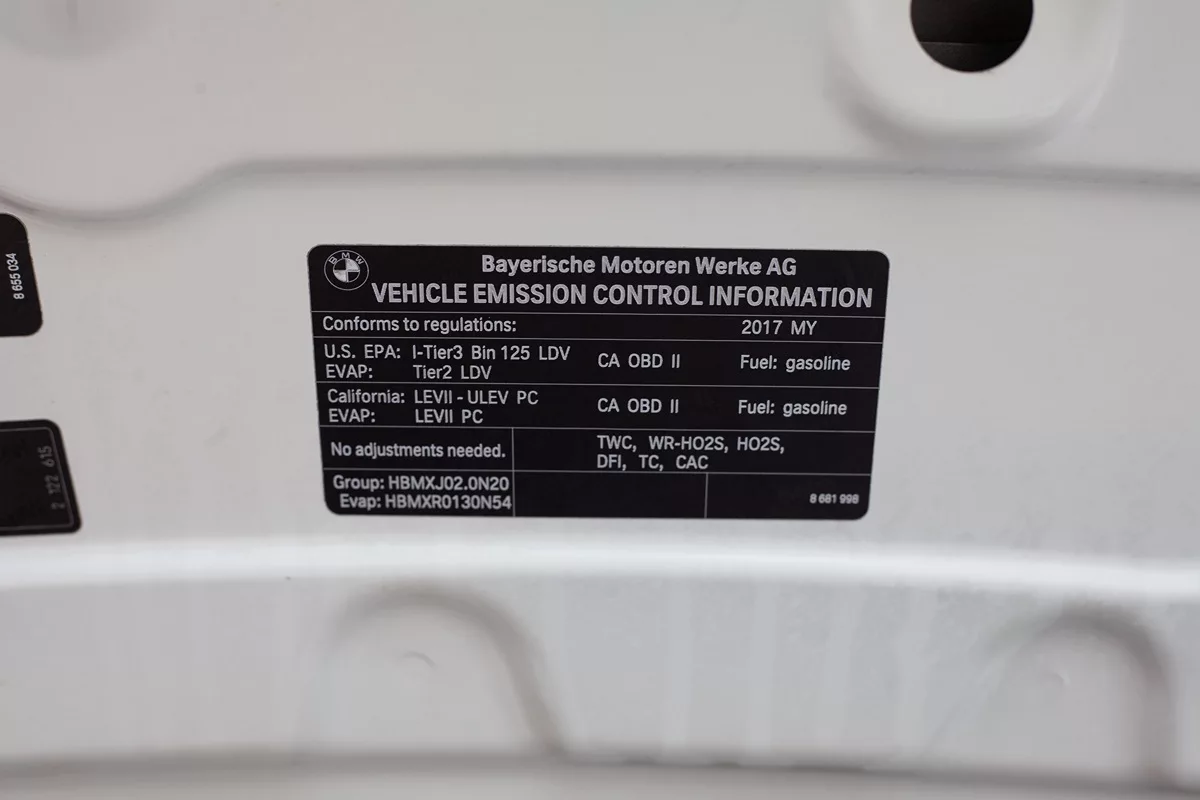 8 655 034
2 122 615
BMW
Bayerische Motoren Werke AG
VEHICLE EMISSION CONTROL INFORMATION
Conforms to regulations: 2017 MY
U.S. EPA: I-Tier3 Bin 125 LDV CA OBD II Fuel: gasoline
EVAP: Tier2 LDV
California: LEVII - ULEV PC CA OBD II Fuel: gasoline
EVAP: LEVII PC
No adjustments needed.
TWC, WR-HO2S, HO2S,
DFI, TC, CAC
Group: HBMXJ02.0N20
Evap: HBMXR0130N54
8 681 998